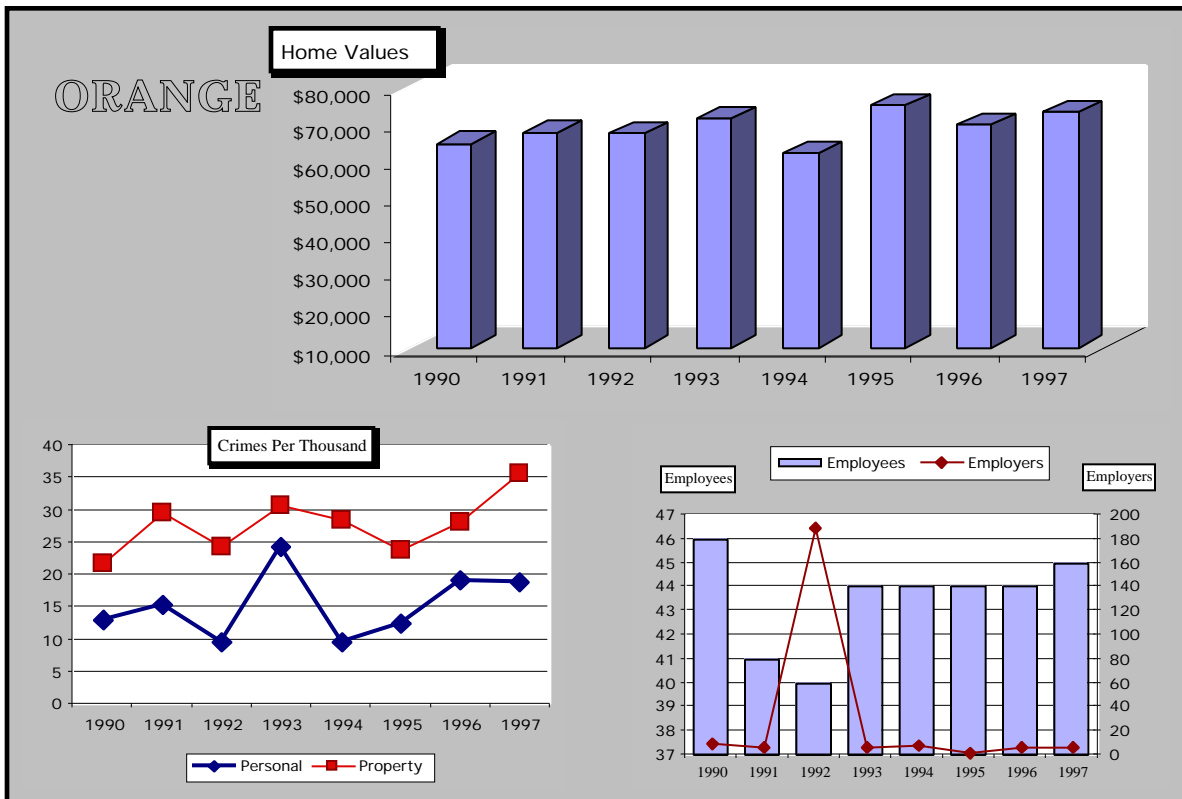 Home Values
ORANGE
$80,000
$70,000
$60,000
$50,000
$40,000
$30,000
$20,000
$10,000
1990 1991 1992 1993 1994 1995 1996 1997
Crimes Per Thousand
40
35
30
25
20
15
10
5
0
1990 1991 1992 1993 1994 1995 1996 1997
Personal Property
Employees Employers
Employees
Employers
47 200
46 180
45 160
44 140
43 120
42 100
41 80
40 60
39 40
38 20
37 0
1990 1991 1992 1993 1994 1995 1996 1997